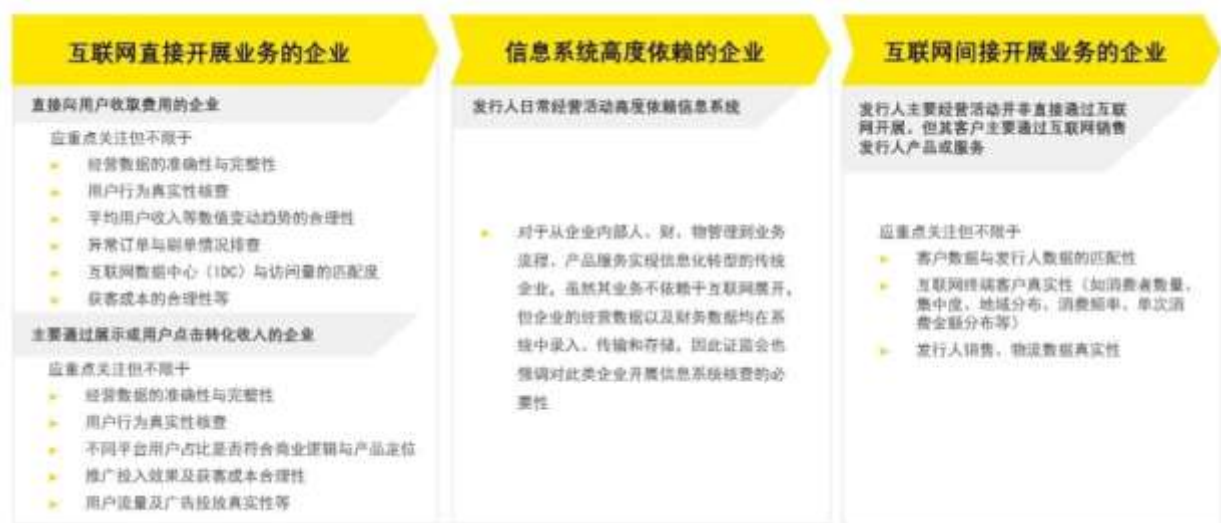 互联网直接开展业务的企业
直接向用户收取费用的企业
应重点关注但不限于
经营数据的准确性与完整性
用户行为真实性核查
平均用户收入等数值变动趋势的合理性
异常订单与刷单情况排查
互联网数据中心（IDC）与访问量的匹配度
获客成本的合理性等
主要通过展示或用户点击转化收入的企业
应重点关注但不限于
经营数据的准确性与完整性
用户行为真实性核查
不同平台用户占比是否符合商业逻辑与产品定位
推广投入效果及获客成本合理性
用户流量及广告投放真实性等
信息系统高度依赖的企业
发行人日常经营活动高度依赖信息系统
对于从企业内部人、财、物管理到业务
流程、产品服务实现信息化转型的传统
企业，虽然其业务不依赖于互联网展开，
但企业的经营数据以及财务数据均在系
统中录入、传输和存储，因此证监会也
强调对此类企业开展信息系统核查的必
要性
互联网间接开展业务的企业
发行人主要经营活动并非直接通过互联
网开展，但其客户主要通过互联网销售
发行人产品或服务
应重点关注但不限于
客户数据与发行人数据的匹配性
互联网终端客户真实性（如消费者数量、
集中度、地域分布、消费频率、单次消
费金额分布等）
发行人销售、物流数据真实性